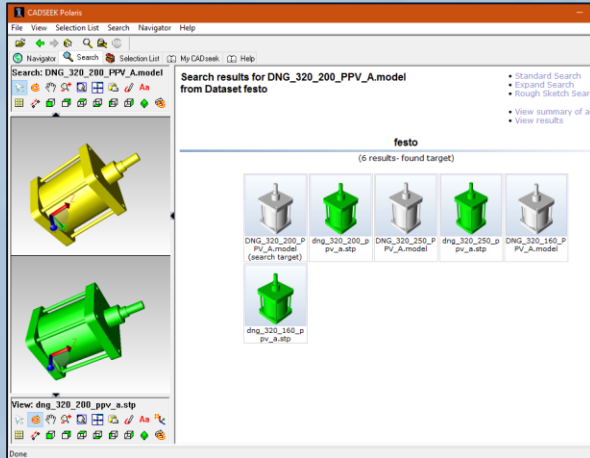 CADSEEK Polaris
File View Selection List Search Navigator Help
Navigator Search Selection List My CADseek Help
Search: DNG_320_200_PPV_A.model
Aa
View: dng_320_200_ppv_a.stp
Aa
Search results for DNG_320_200_PPV_A.model
from Dataset festo
• Standard Search
• Expand Search
• Rough Sketch Sear
• View summary of a
• View results
festo
(6 results- found target)
DNG_320_200_P
PV_A.model
(search target)
dng_320_200_p
pv_a.stp
DNG_320_250_P
PV_A.model
dng_320_250_p
pv_a.stp
DNG_320_160_P
PV_A.model
dng_320_160_p
pv_a.stp
Done